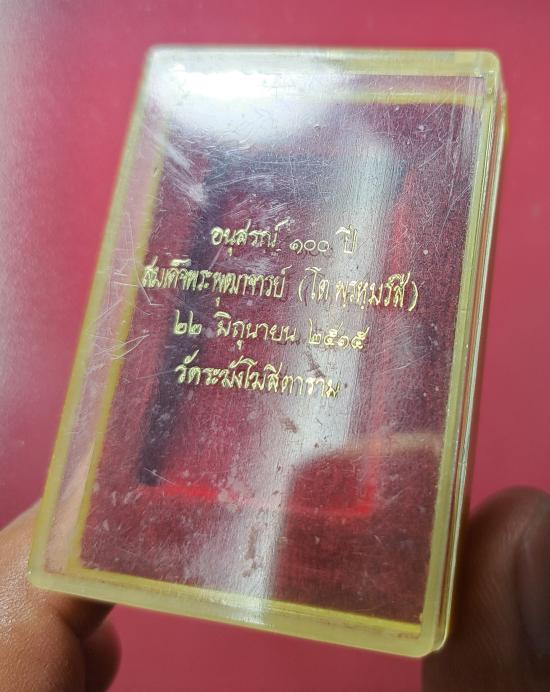 อนุสรณ์ ๑๐๐ ปี
สมเด็จพระพุฒาจารย์ (โต พรหฺมรํสี)
๒๒ มิถุนายน ๒๕๑๕
วัดระฆังโฆสิตาราม